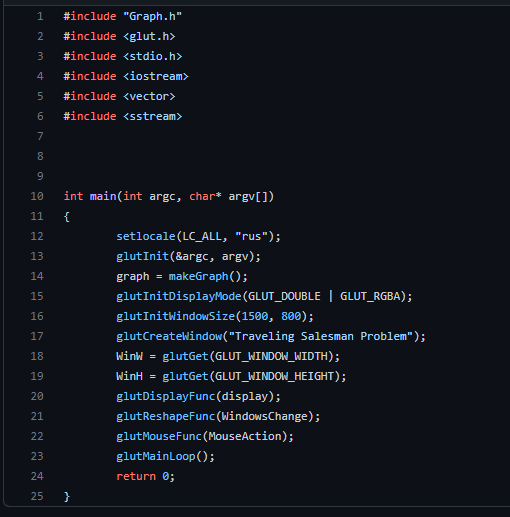 1 #include "Graph.h"
2 #include <glut.h>
3 #include <stdio.h>
4 #include <iostream>
5 #include <vector>
6 #include <sstream>
7
8
9
10 int main(int argc, char* argv[])
11 {
12 setlocale(LC_ALL, "rus");
13 glutInit(&argc, argv);
14 graph = makeGraph();
15 glutInitDisplayMode(GLUT_DOUBLE | GLUT_RGBA);
16 glutInitWindowSize(1500, 800);
17 glutCreateWindow("Traveling Salesman Problem");
18 WinW = glutGet(GLUT_WINDOW_WIDTH);
19 WinH = glutGet(GLUT_WINDOW_HEIGHT);
20 glutDisplayFunc(display);
21 glutReshapeFunc(WindowsChange);
22 glutMouseFunc(MouseAction);
23 glutMainLoop();
24 return 0;
25 }